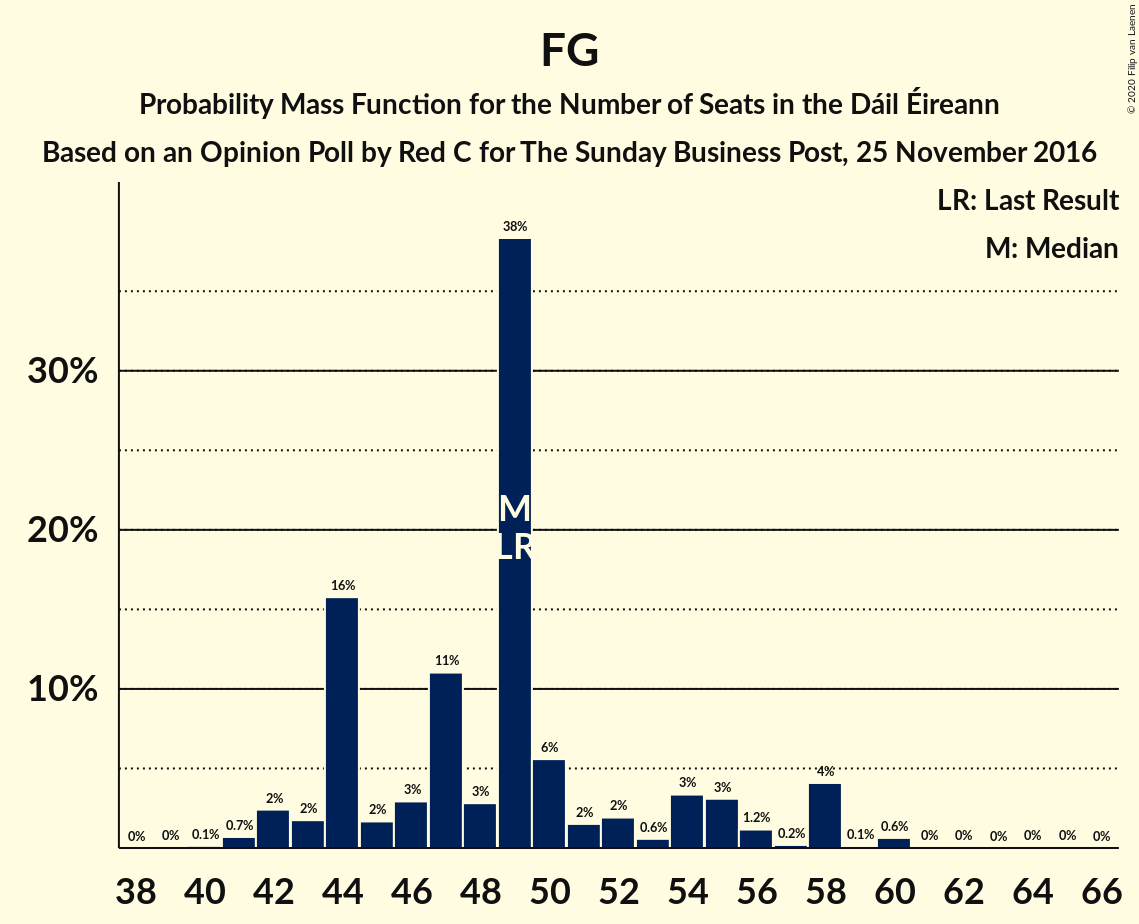 FG
Probability Mass Function for the Number of Seats in the Dáil Éireann
Based on an Opinion Poll by Red C for The Sunday Business Post, 25 November 2016
© 2020 Filip van Laenen
LR: Last Result
M: Median
38%
30%
M
20%
LR
16%
11%
10%
6%
4%
3% 3%
2% 2% 2% 3% 3% 2% 2% 1.2%
0% 0% 0.1% 0.7% 0.6% 0.2% 0.1% 0.6% 0% 0% 0% 0% 0% 0%
38 40 42 44 46 48 50 52 54 56 58 60 62 64 66